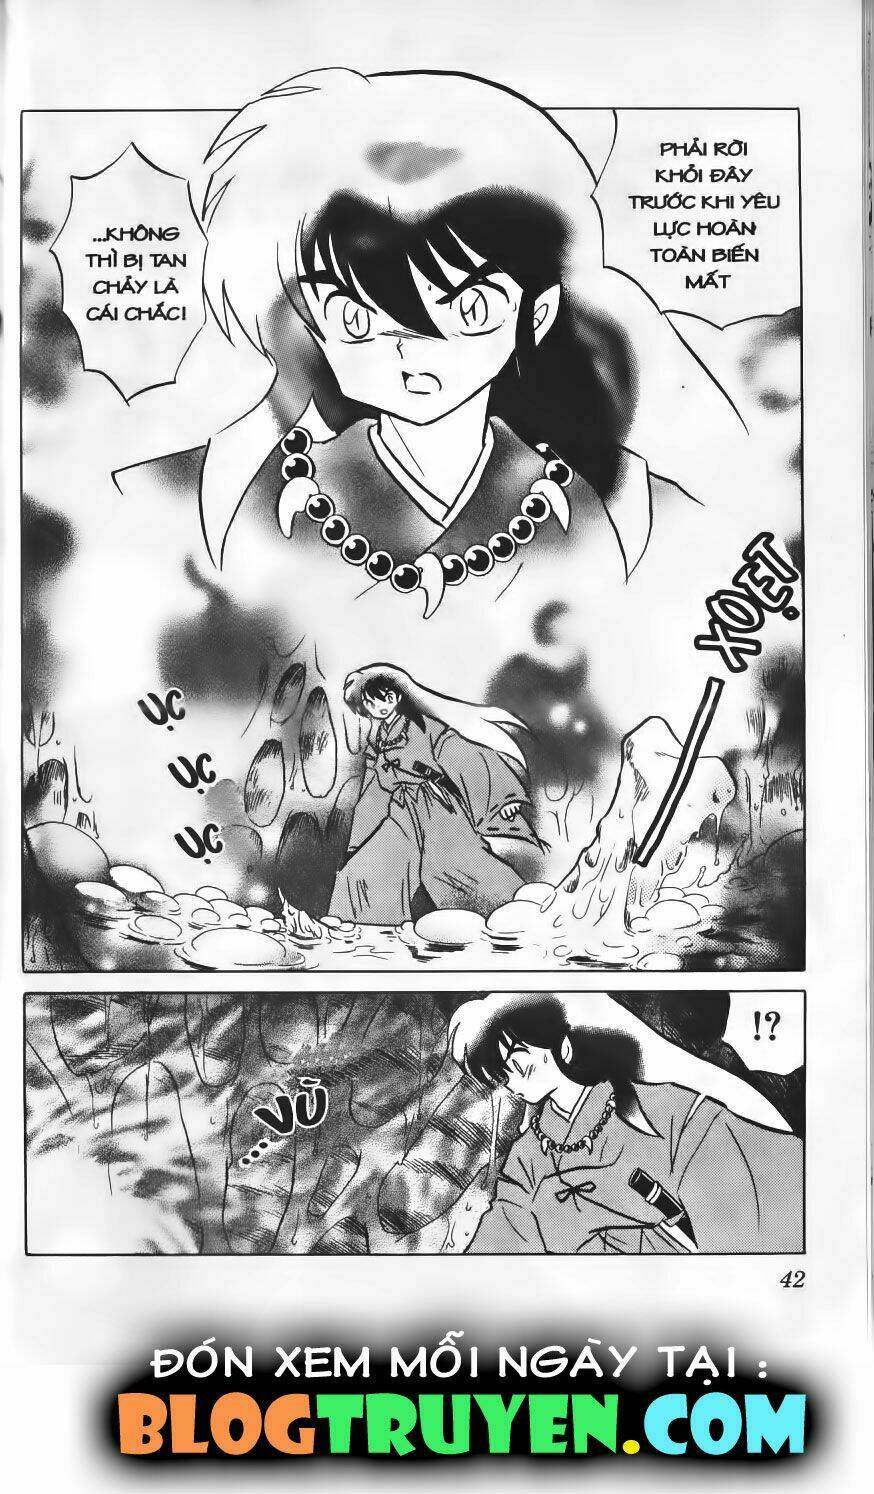 PHẢI RỜI
KHỎI ĐÂY
TRƯỚC KHI YÊU
LỰC HOÀN
TOÀN BIẾN
MẤT
...KHÔNG
THÌ BỊ TAN
CHẢY LÀ
CÁI CHẮC!
XOẸT
ỤC
ỤC
ỤC
!?
...VÙ
42
ĐÓN XEM MỖI NGÀY TẠI :
BLOGTRUYEN.COM